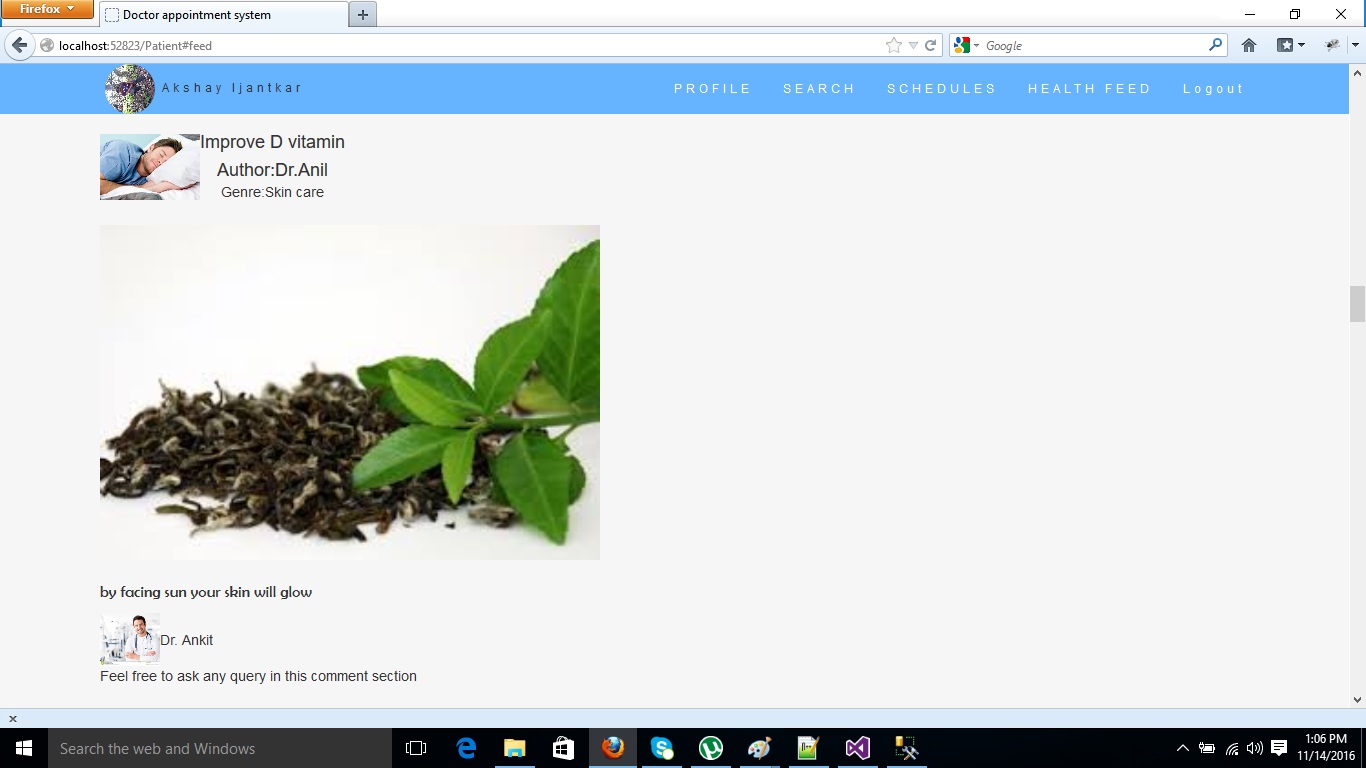 Firefox
Doctor appointment system
localhost:52823/Patient#feed
Google
Akshay Ijantkar
PROFILE
SEARCH
SCHEDULES
HEALTH FEED
Logout
Improve D vitamin
Author:Dr.Anil
Genre:Skin care
by facing sun your skin will glow
Dr. Ankit
Feel free to ask any query in this comment section
Search the web and Windows
1:06 PM
11/14/2016